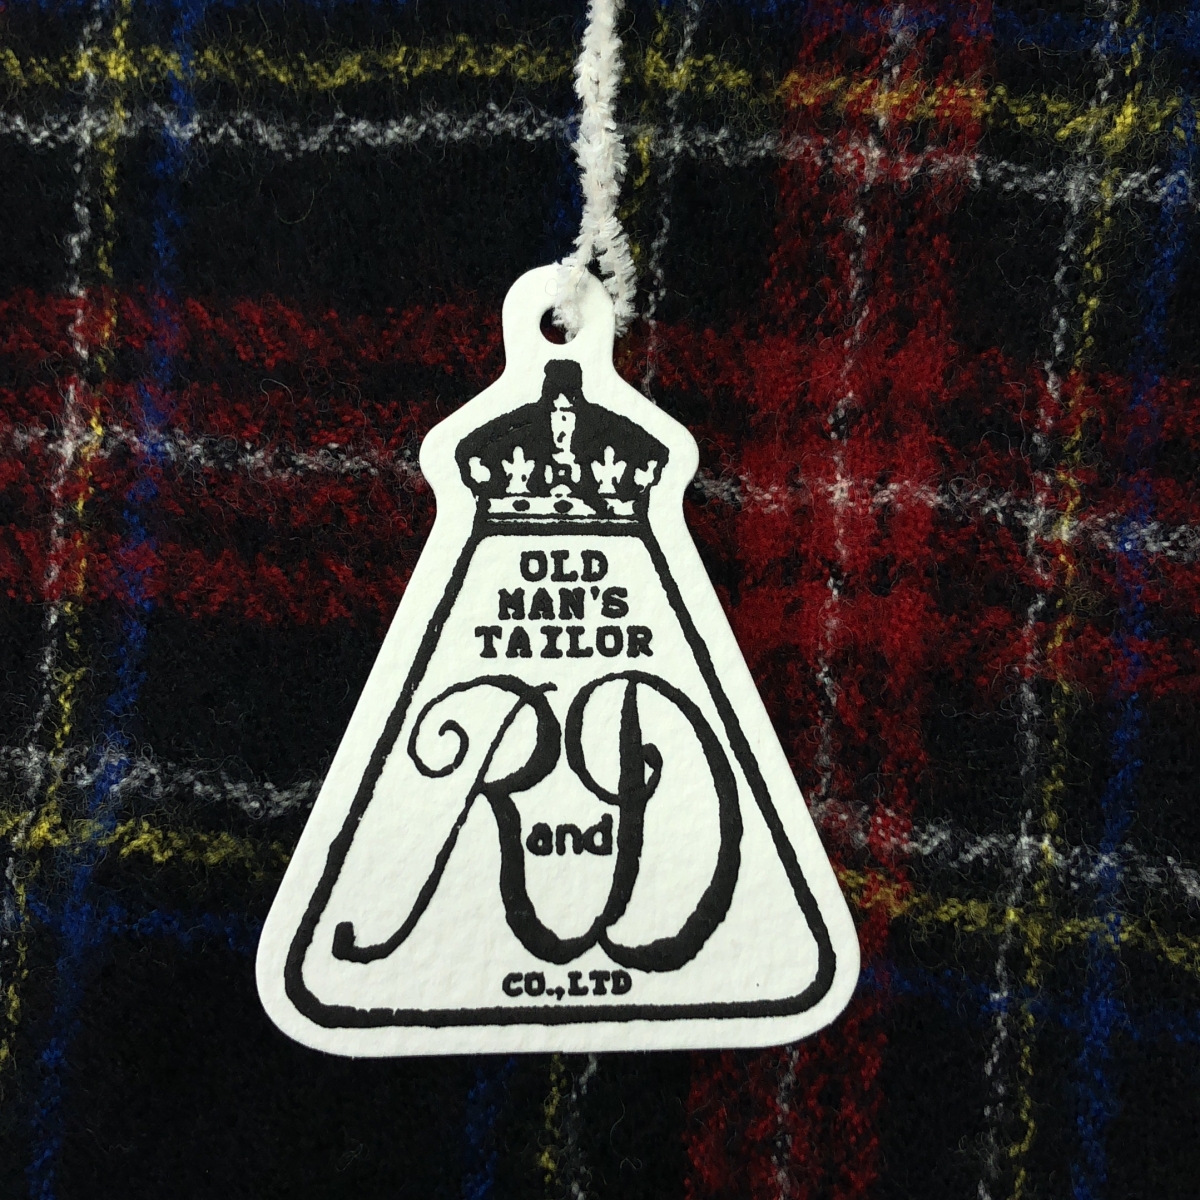 OLD
MAN'S
TAILOR
R and D
CO.,LTD